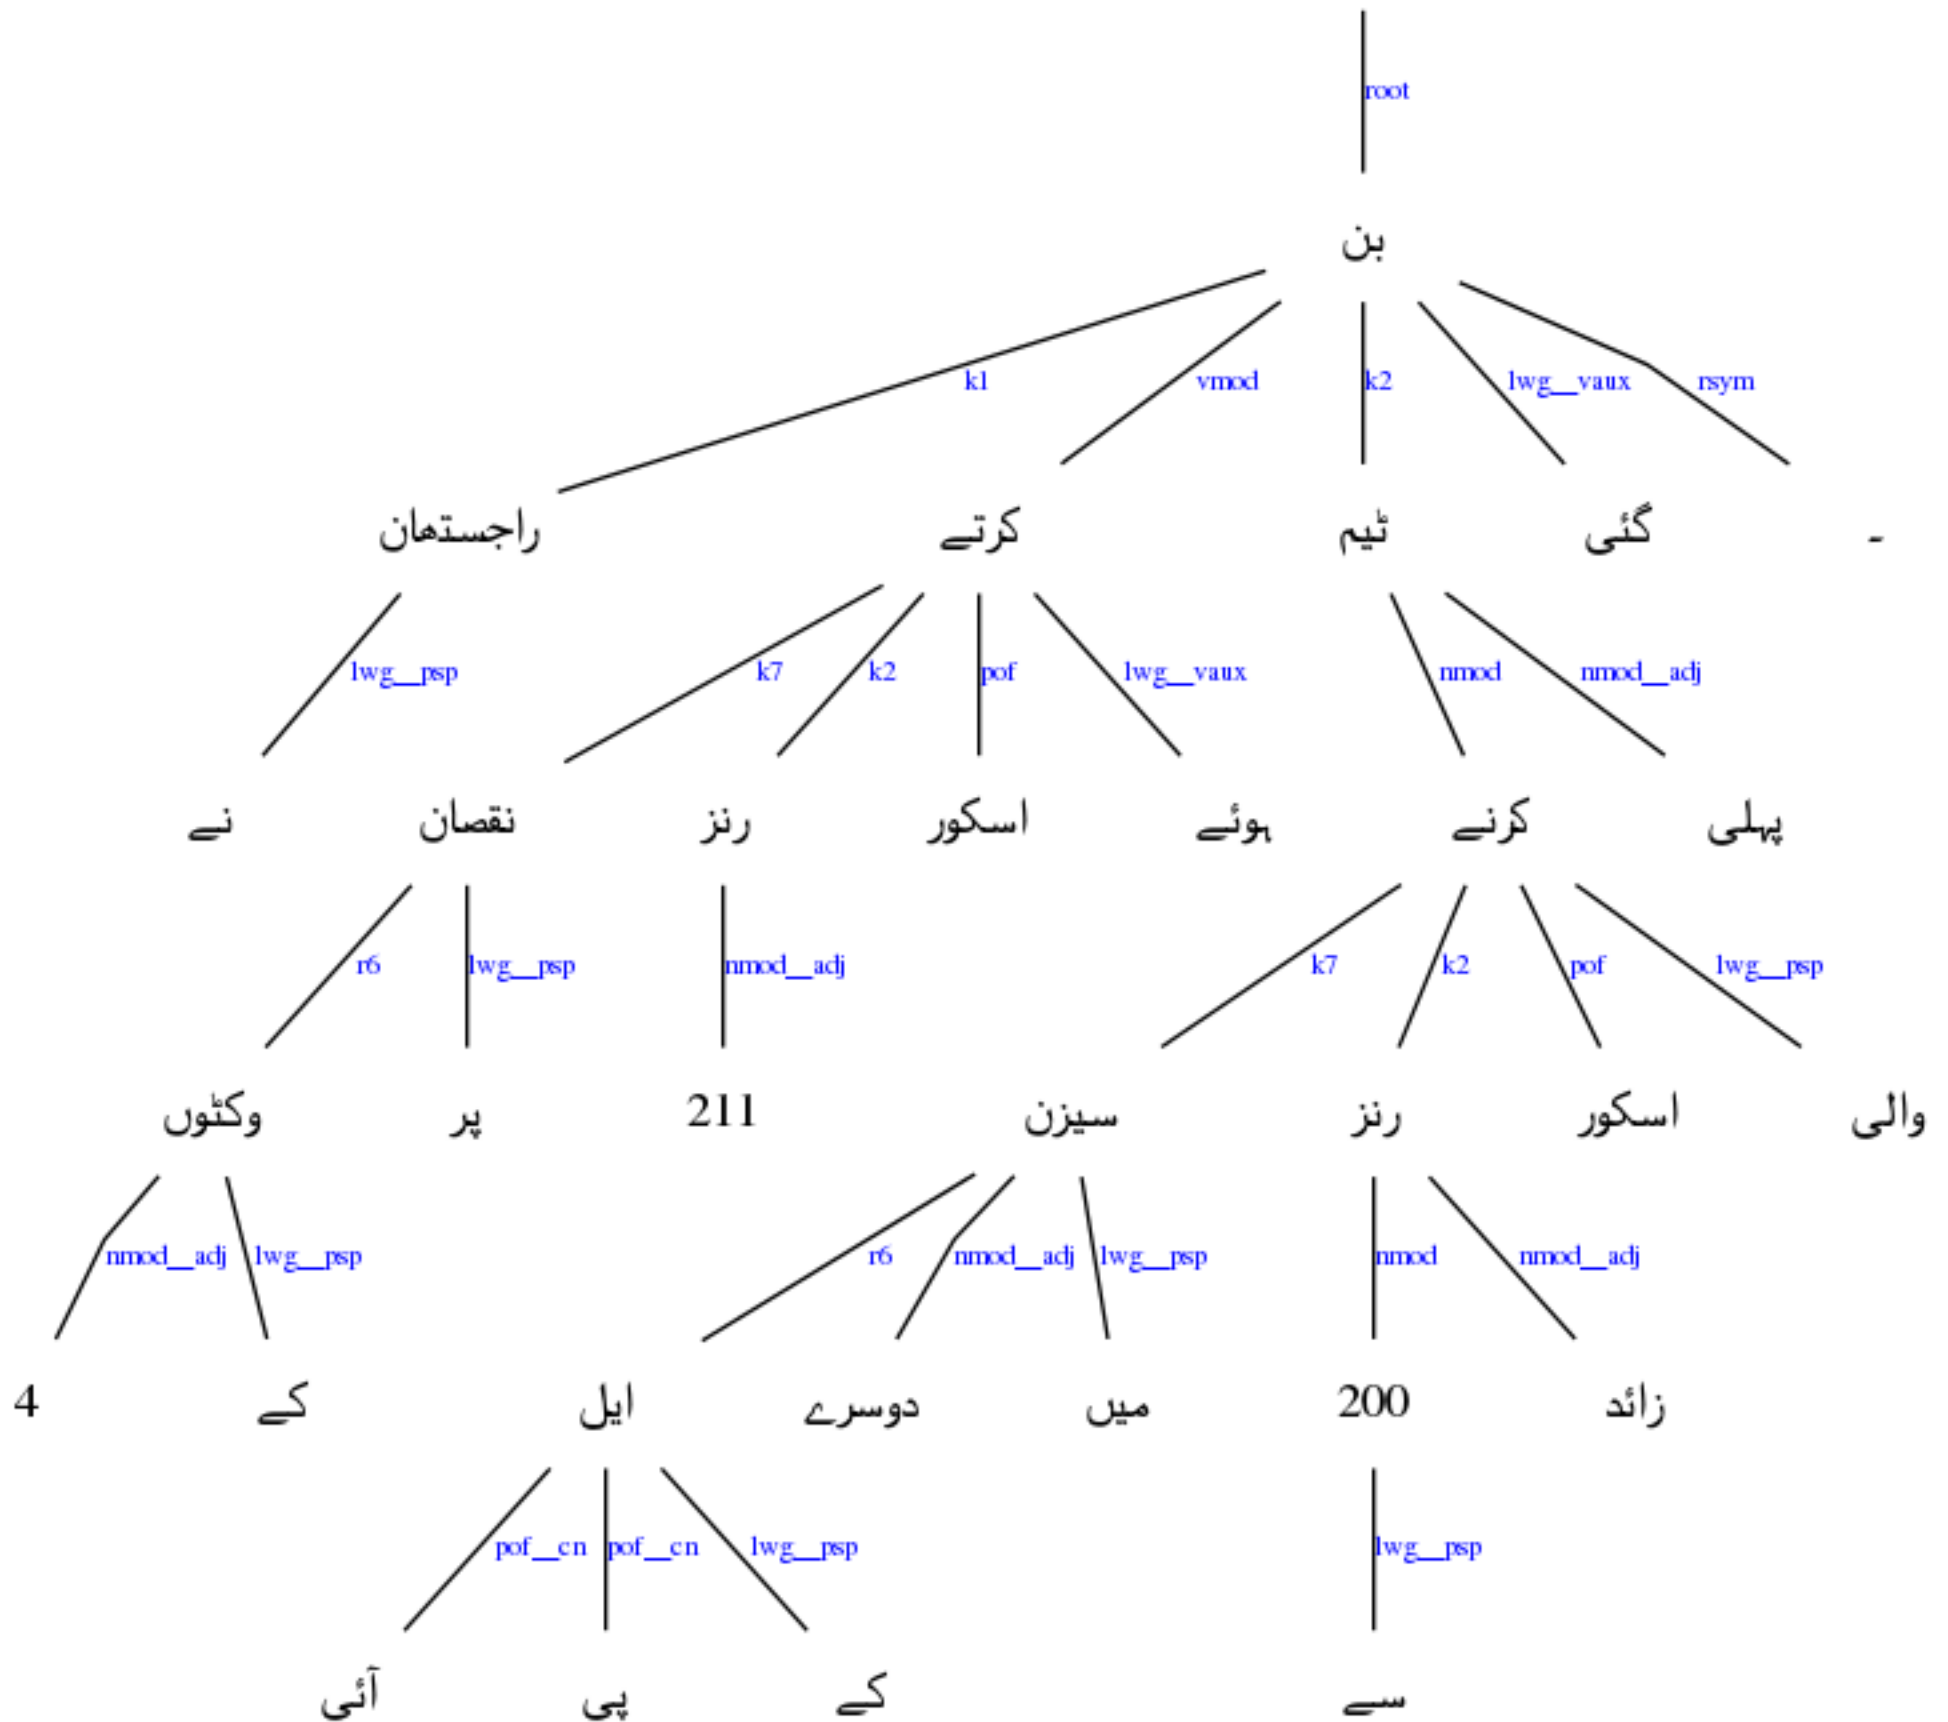 root
بن
k1 vmod k2 lwg__vaux rsym
راجستھان کرتے ٹیم گئی ۔
lwg__psp k7 k2 pof lwg__vaux nmod nmod__adj
نے نقصان رنز اسکور ہوئے کرنے پہلی
r6 lwg__psp nmod__adj k7 k2 pof lwg__psp
وکٹوں پر 211 سیزن رنز اسکور والی
nmod__adj lwg__psp r6 nmod__adj lwg__psp nmod nmod__adj
4 کے ایل دوسرے میں 200 زائد
pof__cn pof__cn lwg__psp lwg__psp
آئی پی کے سے